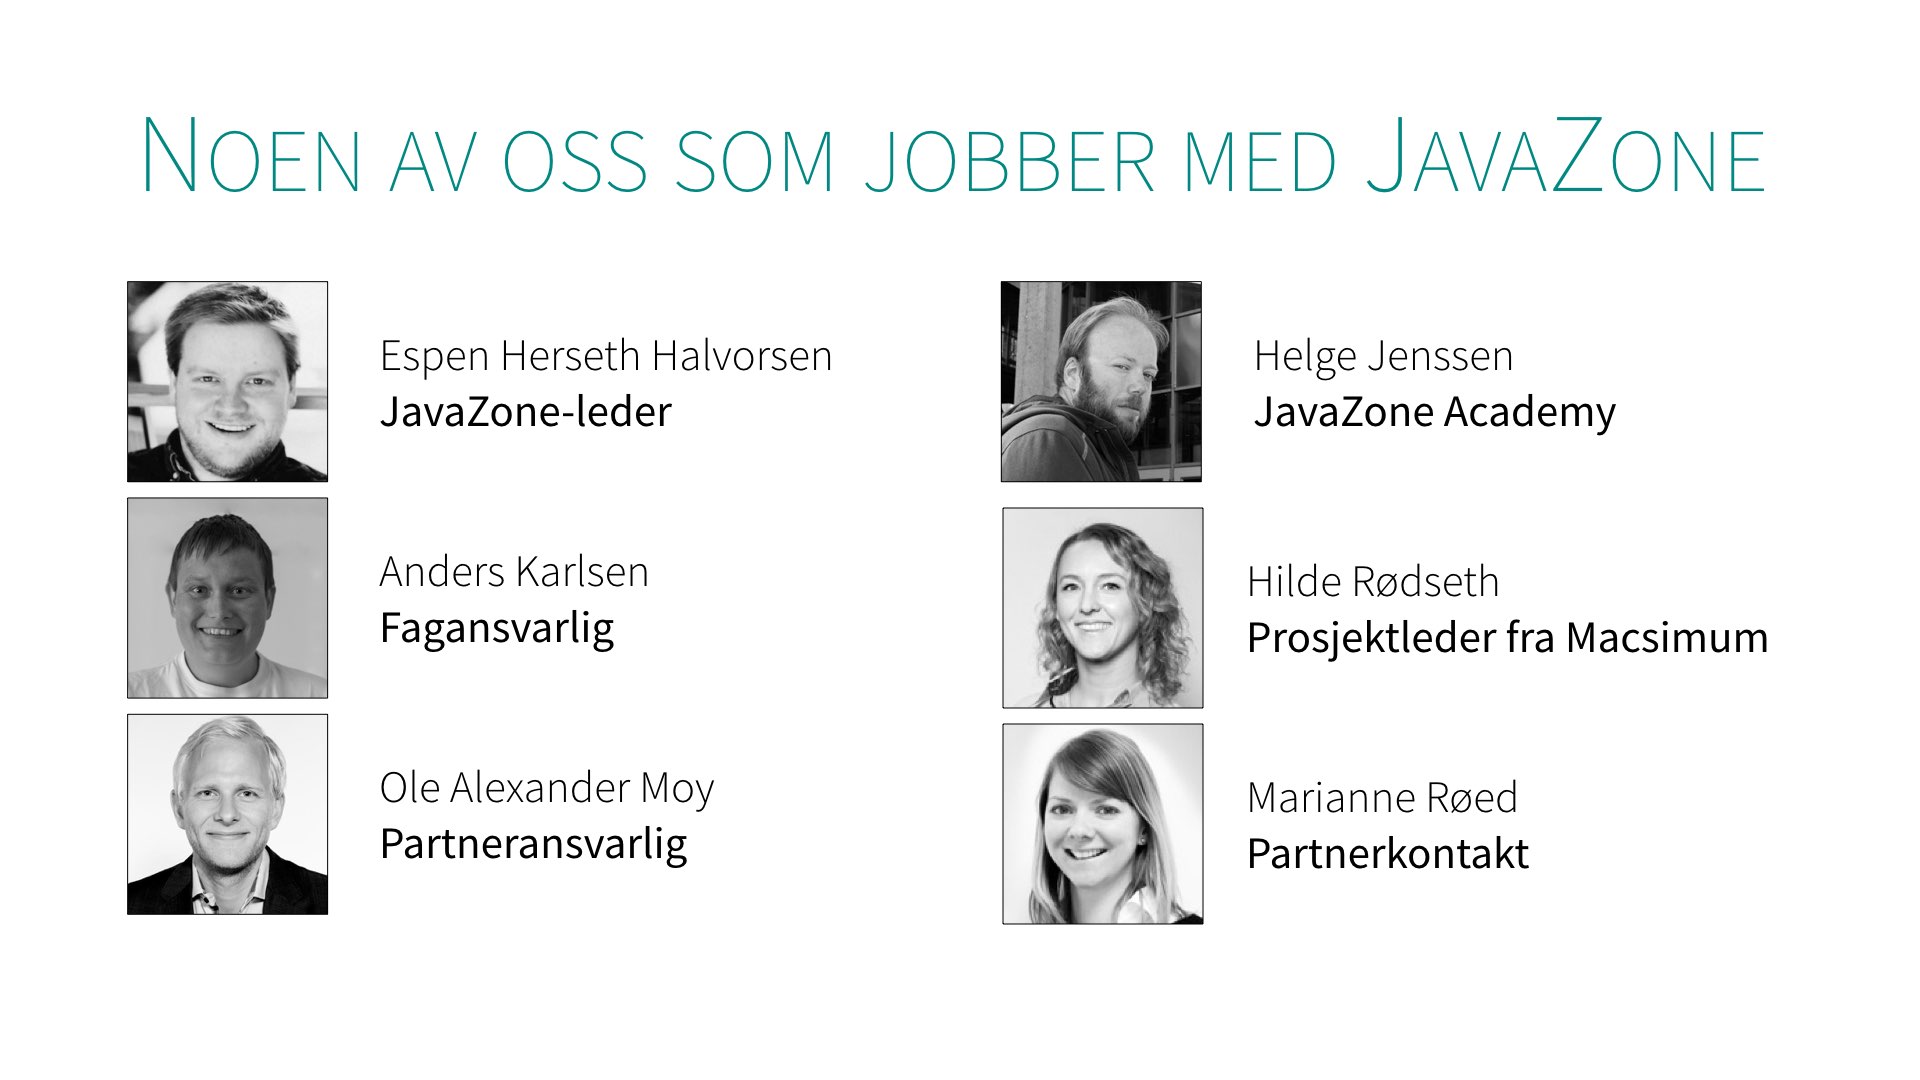 Noen av oss som jobber med JavaZone
Espen Herseth Halvorsen
JavaZone-leder
Anders Karlsen
Fagansvarlig
Ole Alexander Moy
Partneransvarlig
Helge Jenssen
JavaZone Academy
Hilde Rødseth
Prosjektleder fra Macsimum
Marianne Røed
Partnerkontakt